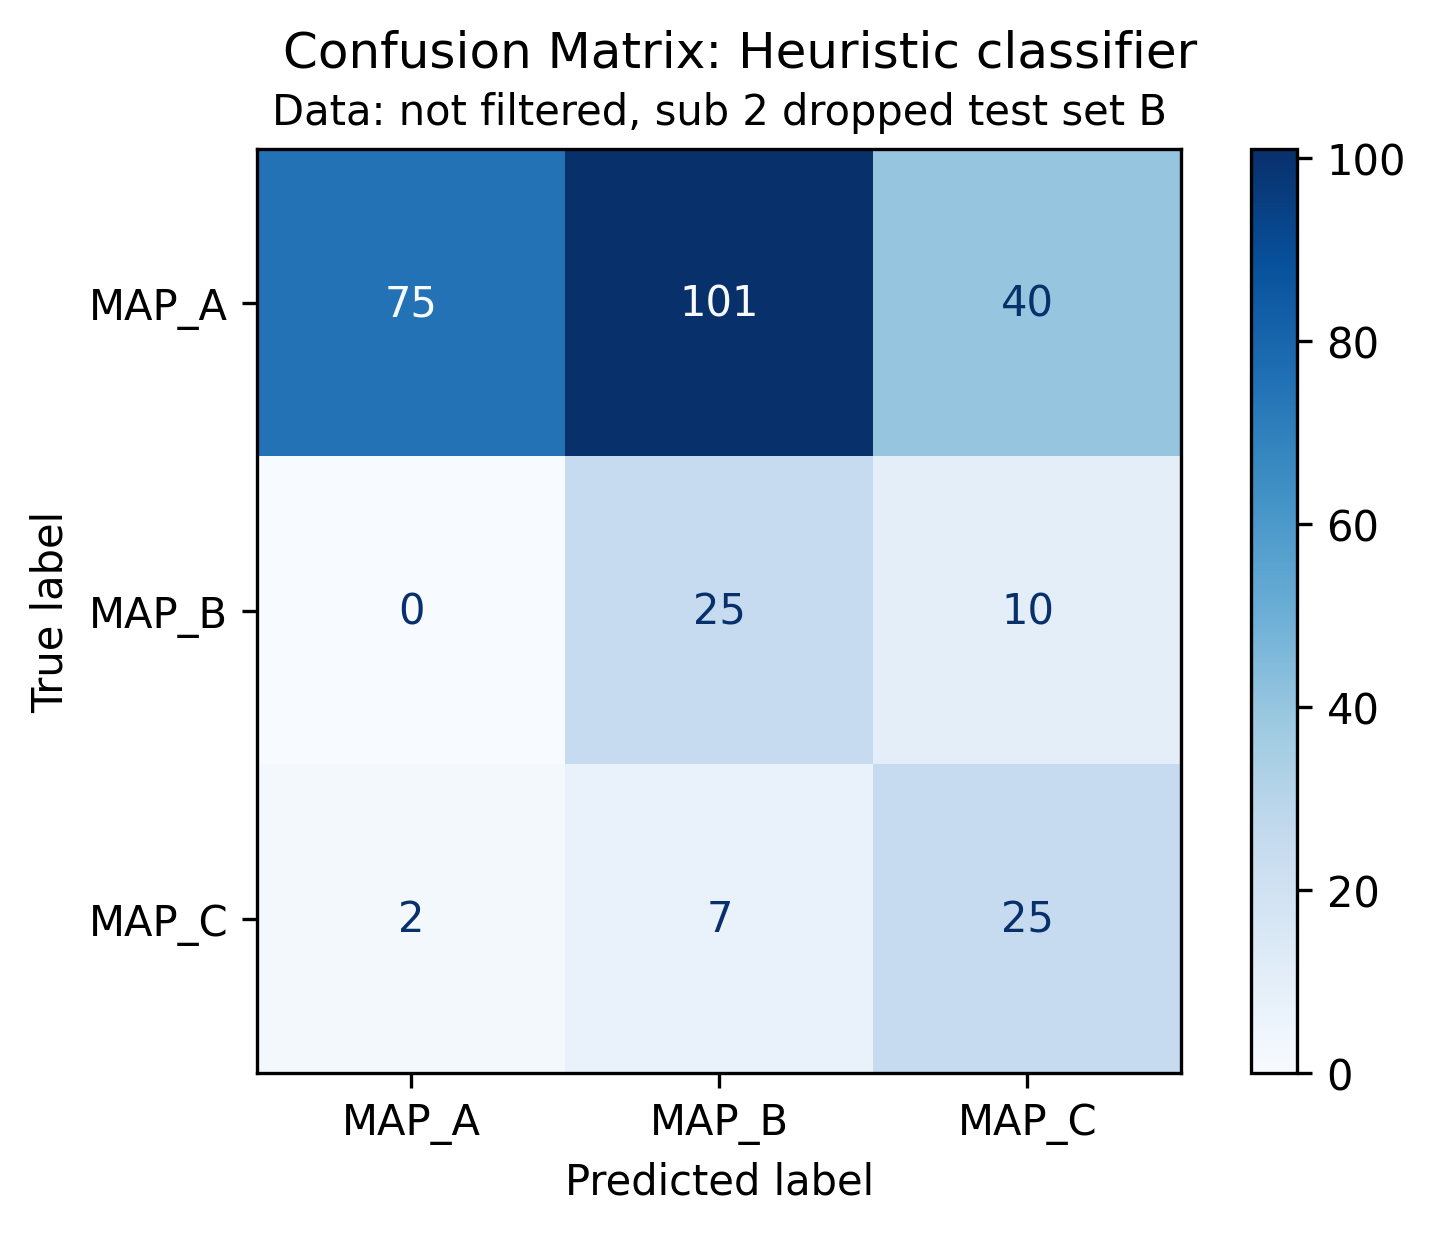 Confusion Matrix: Heuristic classifier
Data: not filtered, sub 2 dropped test set B
True label
MAP_A
75 101 40
MAP_B
0 25 10
MAP_C
2 7 25
MAP_A MAP_B MAP_C
Predicted label
100
80
60
40
20
0